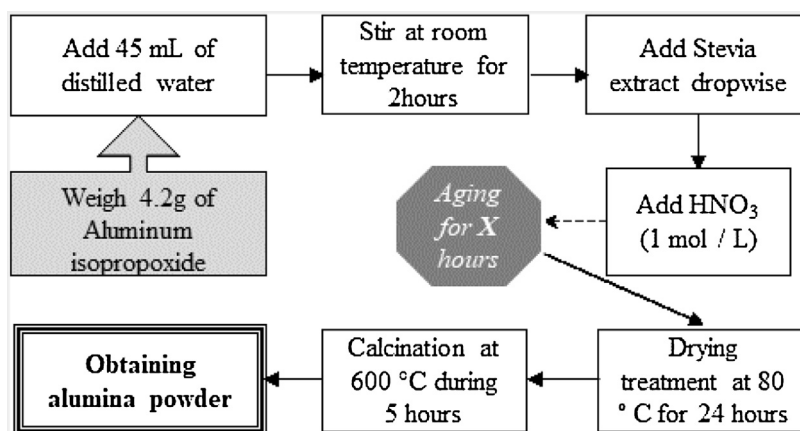 Add 45 mL of
distilled water
Stir at room
temperature for
2hours
Add Stevia
extract dropwise
Weigh 4.2g of
Aluminum
isopropoxide
Aging
for X
hours
Add HNO₃
(1 mol / L)
Obtaining
alumina powder
Calcination at
600 °C during
5 hours
Drying
treatment at 80
° C for 24 hours